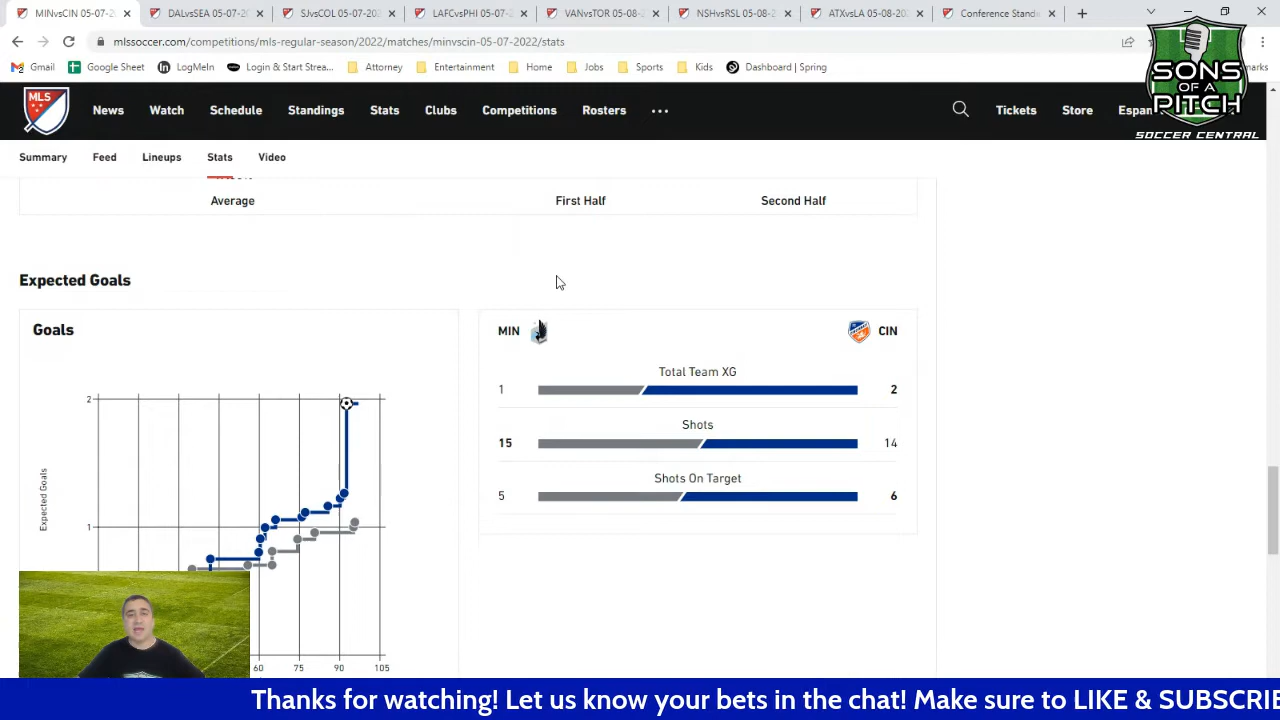 MINvsCIN 05-07-20
DALvsSEA 05-07-20
SJvsCOL 05-07-202
LAFCvsPHI 05-07-2
VANvsTOR 05-08-2
NSHvsRSL 05-08-2
ATXvsLA 05-08-20
Conference Standi
mlssoccer.com/competitions/mls-regular-season/2022/matches/minvscin-05-07-2022/stats
Gmail Google Sheet LogMeIn Login & Start Strea... Attorney Entertainment Home Jobs Sports Kids Dashboard | Spring
SONS
OF A
PITCH
SOCCER CENTRAL
MLS News Watch Schedule Standings Stats Clubs Competitions Rosters ••• Tickets Store Espan
Summary Feed Lineups Stats Video
Average First Half Second Half
Expected Goals
Goals
MIN CIN
Total Team XG
1 2
Shots
15 14
Shots On Target
5 6
2
Expected Goals
1
60 75 90 105
Thanks for watching! Let us know your bets in the chat! Make sure to LIKE & SUBSCRIE